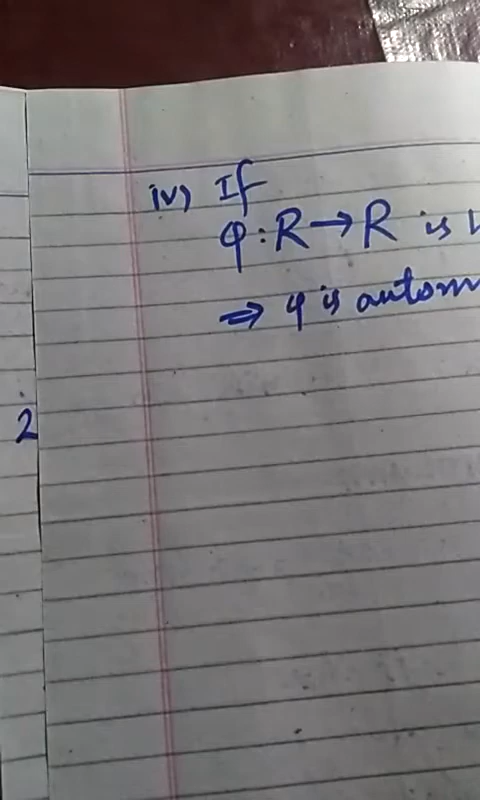 iv) If
φ : R → R is
⇒ φ is autom
2